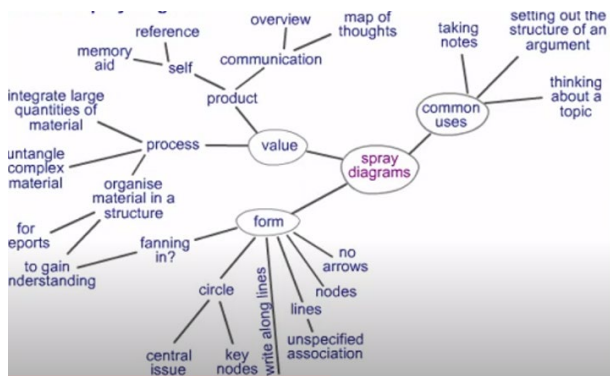 overview
map of
thoughts
reference
memory
aid
self
communication
product
taking
notes
setting out the
structure of an
argument
thinking
about a
topic
common
uses
integrate large
quantities of
material
process
value
spray
diagrams
untangle
complex
material
organise
material in a
structure
for
eports
to gain
nderstanding
fanning
in?
form
no
arrows
nodes
lines
unspecified
association
circle
write along lines
central
issue
key
nodes